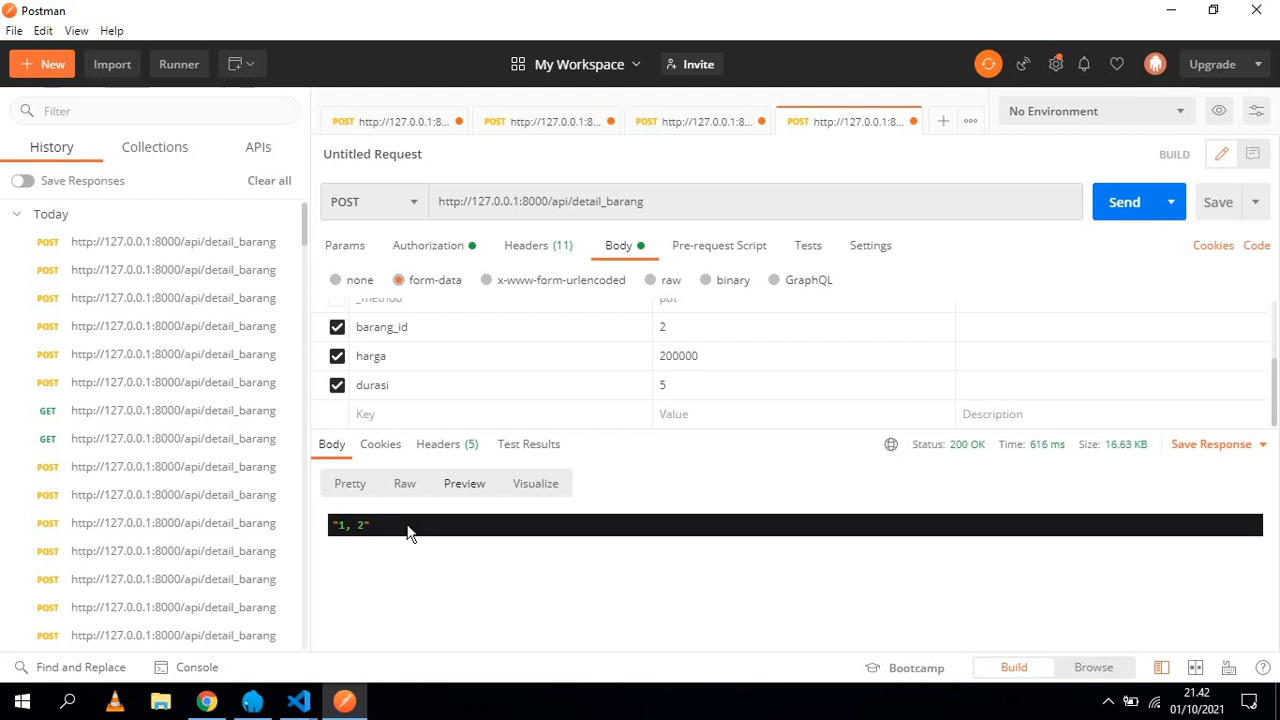 Postman
File Edit View Help
New Import Runner My Workspace Invite Upgrade
Filter
History Collections APIs
Save Responses Clear all
Today
POST http://127.0.0.1:8000/api/detail_barang
POST http://127.0.0.1:8000/api/detail_barang
POST http://127.0.0.1:8000/api/detail_barang
POST http://127.0.0.1:8000/api/detail_barang
POST http://127.0.0.1:8000/api/detail_barang
POST http://127.0.0.1:8000/api/detail_barang
GET http://127.0.0.1:8000/api/detail_barang
GET http://127.0.0.1:8000/api/detail_barang
POST http://127.0.0.1:8000/api/detail_barang
POST http://127.0.0.1:8000/api/detail_barang
POST http://127.0.0.1:8000/api/detail_barang
POST http://127.0.0.1:8000/api/detail_barang
POST http://127.0.0.1:8000/api/detail_barang
POST http://127.0.0.1:8000/api/detail_barang
POST http://127.0.0.1:8000/api/detail_barang
POST http://127.0.0.1:8... POST http://127.0.0.1:8... POST http://127.0.0.1:8... POST http://127.0.0.1:8... No Environment
Untitled Request BUILD
POST http://127.0.0.1:8000/api/detail_barang Send Save
Params Authorization Headers (11) Body Pre-request Script Tests Settings Cookies Code
none form-data x-www-form-urlencoded raw binary GraphQL
_method put
barang_id 2
harga 200000
durasi 5
Key Value Description
Body Cookies Headers (5) Test Results Status: 200 OK Time: 616 ms Size: 16.63 KB Save Response
Pretty Raw Preview Visualize
"1, 2"
Find and Replace Console Bootcamp Build Browse
21.42
01/10/2021